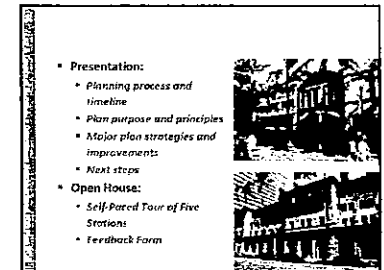 • Presentation:
• Planning process and
timeline
• Plan purpose and principles
• Major plan strategies and
improvements
• Next steps
• Open House:
• Self-Paced Tour of Five
Stations
• Feedback Form